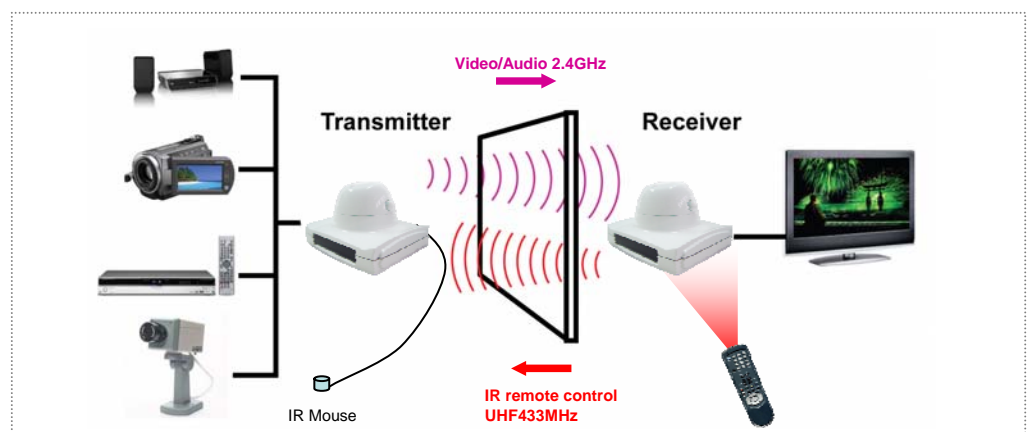 Video/Audio 2.4GHz
Transmitter
Receiver
IR Mouse
IR remote control
UHF433MHz